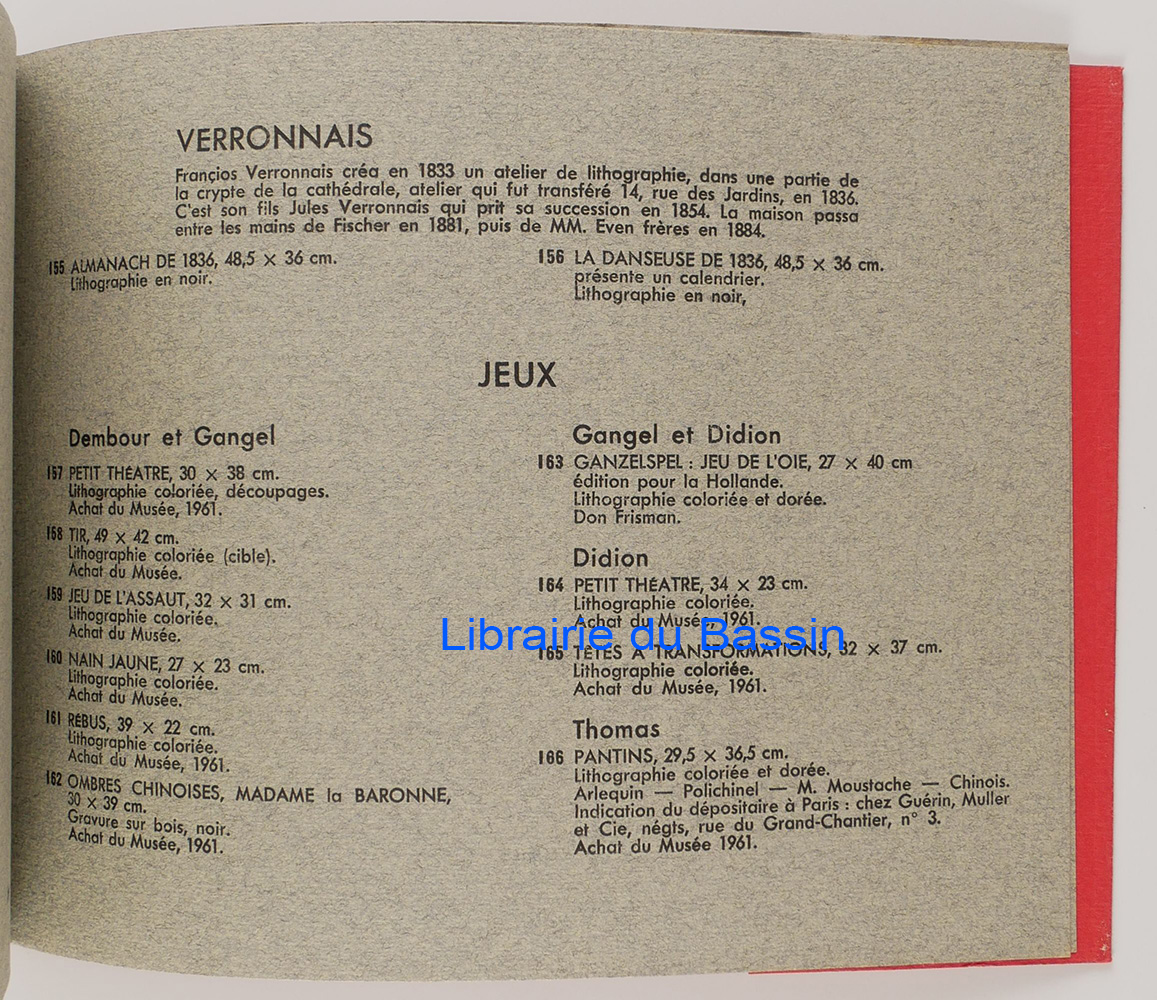 VERRONNAIS
Françios Verronnais créa en 1833 un atelier de lithographie, dans une partie de
la crypte de la cathédrale, atelier qui fut transféré 14, rue des Jardins, en 1836.
C'est son fils Jules Verronnais qui prit sa succession en 1854. La maison passa
entre les mains de Fischer en 1881, puis de MM. Even frères en 1884.
155 ALMANACH DE 1836, 48,5 × 36 cm.
Lithographie en noir.
156 LA DANSEUSE DE 1836, 48,5 × 36 cm.
présente un calendrier.
Lithographie en noir,
JEUX
Dembour et Gangel
157 PETIT THÉATRE, 30 × 38 cm.
Lithographie coloriée, découpages.
Achat du Musée, 1961.
158 TIR, 49 × 42 cm.
Lithographie coloriée (cible).
Achat du Musée.
159 JEU DE L'ASSAUT, 32 × 31 cm.
Lithographie coloriée.
Achat du Musée.
160 NAIN JAUNE, 27 × 23 cm.
Lithographie coloriée.
Achat du Musée.
161 RÉBUS, 39 × 22 cm.
Lithographie coloriée.
Achat du Musée, 1961.
162 OMBRES CHINOISES, MADAME la BARONNE,
30 × 39 cm.
Gravure sur bois, noir.
Achat du Musée, 1961.
Gangel et Didion
163 GANZELSPEL : JEU DE L'OIE, 27 × 40 cm
édition pour la Hollande.
Lithographie coloriée et dorée.
Don Frisman.
Didion
164 PETIT THÉATRE, 34 × 23 cm.
Lithographie coloriée.
Achat du Musée, 1961.
Librairie du Bassin
165 TÊTES A TRANSFORMATIONS, 32 × 37 cm.
Lithographie coloriée.
Achat du Musée, 1961.
Thomas
166 PANTINS, 29,5 × 36,5 cm.
Lithographie coloriée et dorée.
Arlequin — Polichinel — M. Moustache — Chinois.
Indication du dépositaire à Paris : chez Guérin, Muller
et Cie, négts, rue du Grand-Chantier, n° 3.
Achat du Musée 1961.